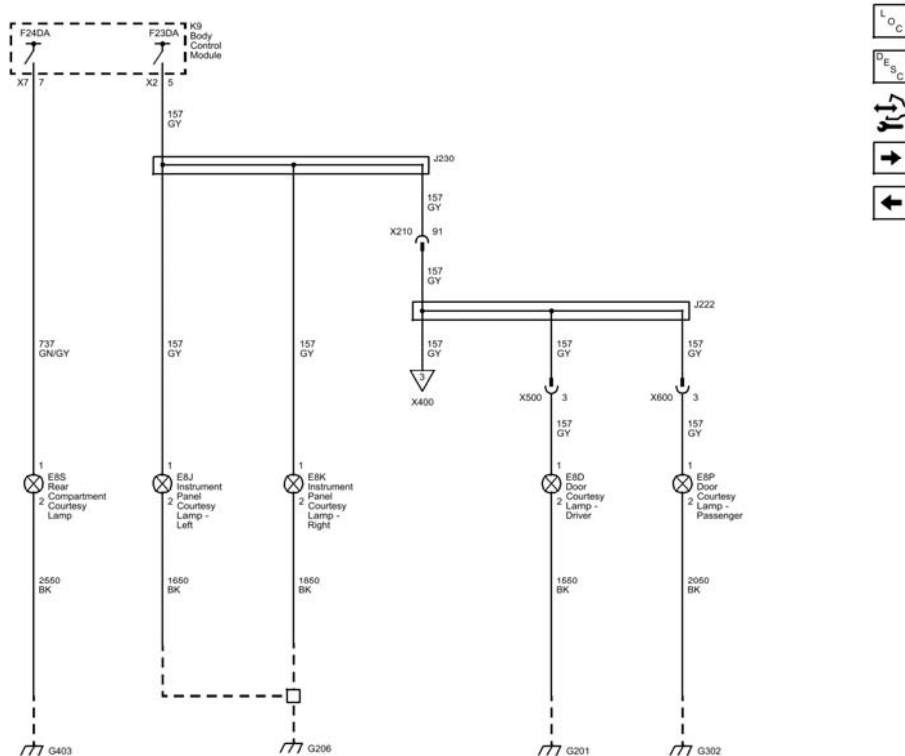 K9
Body
Control
Module
F24DA
F23DA
X7 7
X2 5
157
GY
J230
157
GY
X210 91
157
GY
J222
737
GN/GY
157
GY
157
GY
157
GY
157
GY
157
GY
3
X400
X500 3
X600 3
157
GY
157
GY
1
E8S
Rear
Compartment
Courtesy
Lamp
2
1
E8J
Instrument
Panel
Courtesy
Lamp -
Left
2
1
E8K
Instrument
Panel
Courtesy
Lamp -
Right
2
1
E8D
Door
Courtesy
Lamp -
Driver
2
1
E8P
Door
Courtesy
Lamp -
Passenger
2
2550
BK
1650
BK
1850
BK
1550
BK
2050
BK
G403
G206
G201
G302
LOC
DESC